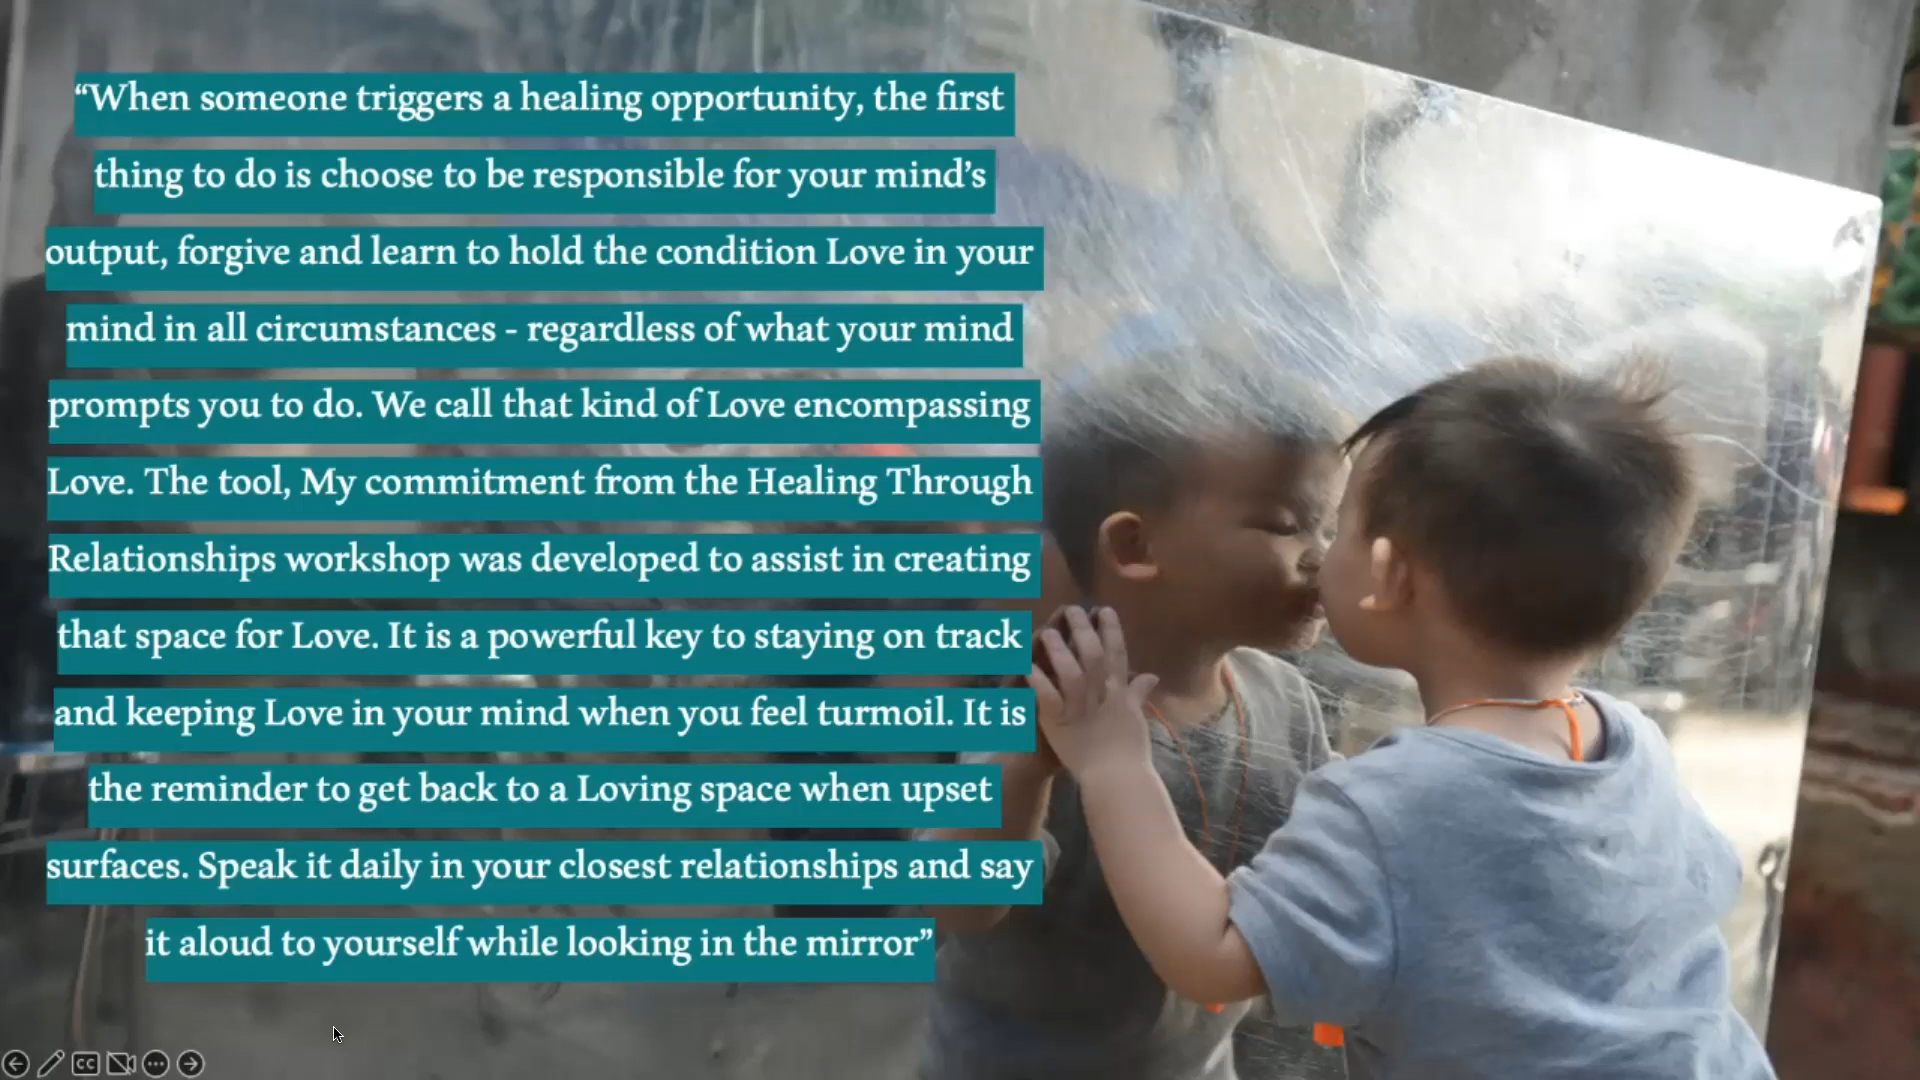 “When someone triggers a healing opportunity, the first
thing to do is choose to be responsible for your mind’s
output, forgive and learn to hold the condition Love in your
mind in all circumstances - regardless of what your mind
prompts you to do. We call that kind of Love encompassing
Love. The tool, My commitment from the Healing Through
Relationships workshop was developed to assist in creating
that space for Love. It is a powerful key to staying on track
and keeping Love in your mind when you feel turmoil. It is
the reminder to get back to a Loving space when upset
surfaces. Speak it daily in your closest relationships and say
it aloud to yourself while looking in the mirror”
CC